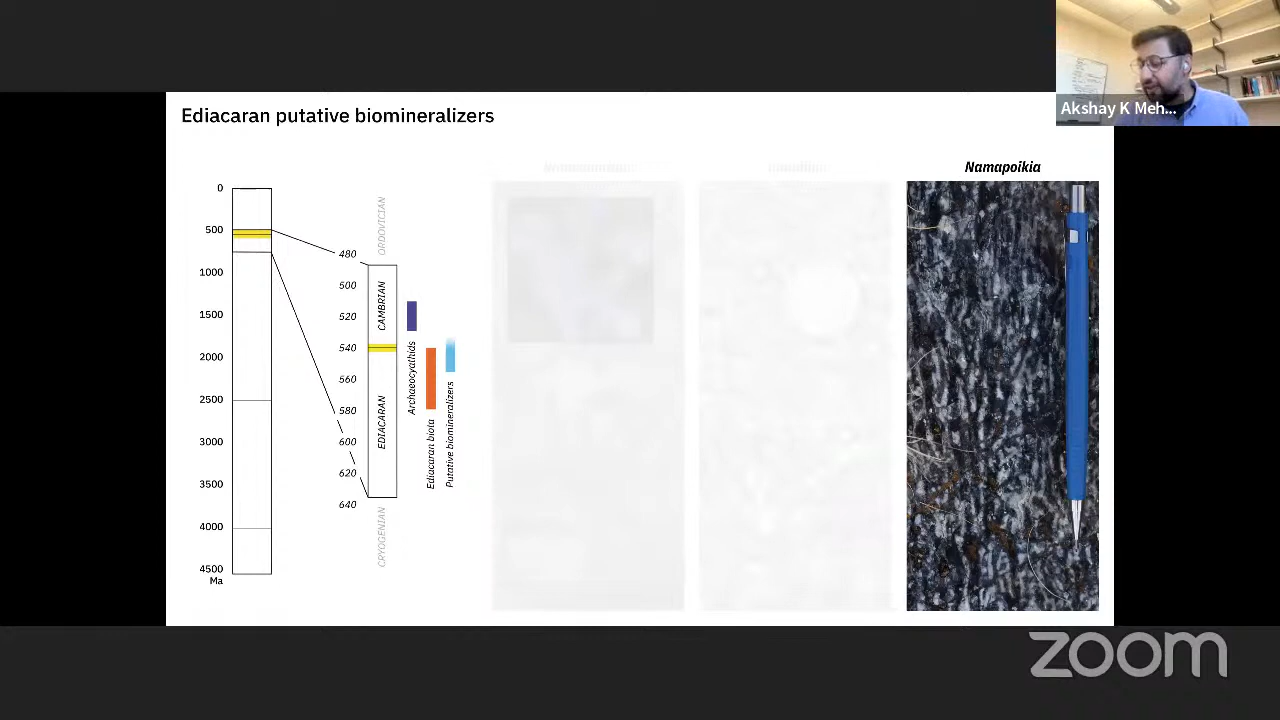 Akshay K Meh...
Ediacaran putative biomineralizers
Namapoikia
0
500
1000
1500
2000
2500
3000
3500
4000
4500
Ma
480
500
520
540
560
580
600
620
640
ORDOVICIAN
CAMBRIAN
EDIACARAN
CRYOGENIAN
Archaeocyathids
Ediacaran biota
Putative biomineralizers
zoom